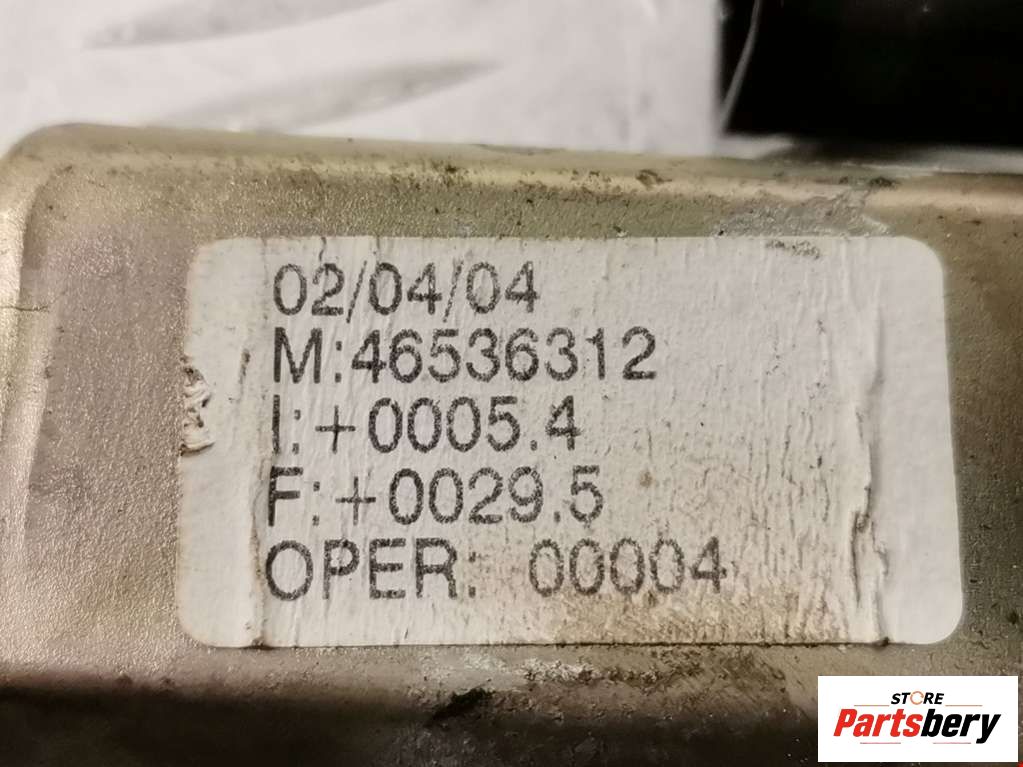 02/04/04
M:46536312
I:+0005.4
F:+0029.5
OPER: 00004
STORE
Partsbery